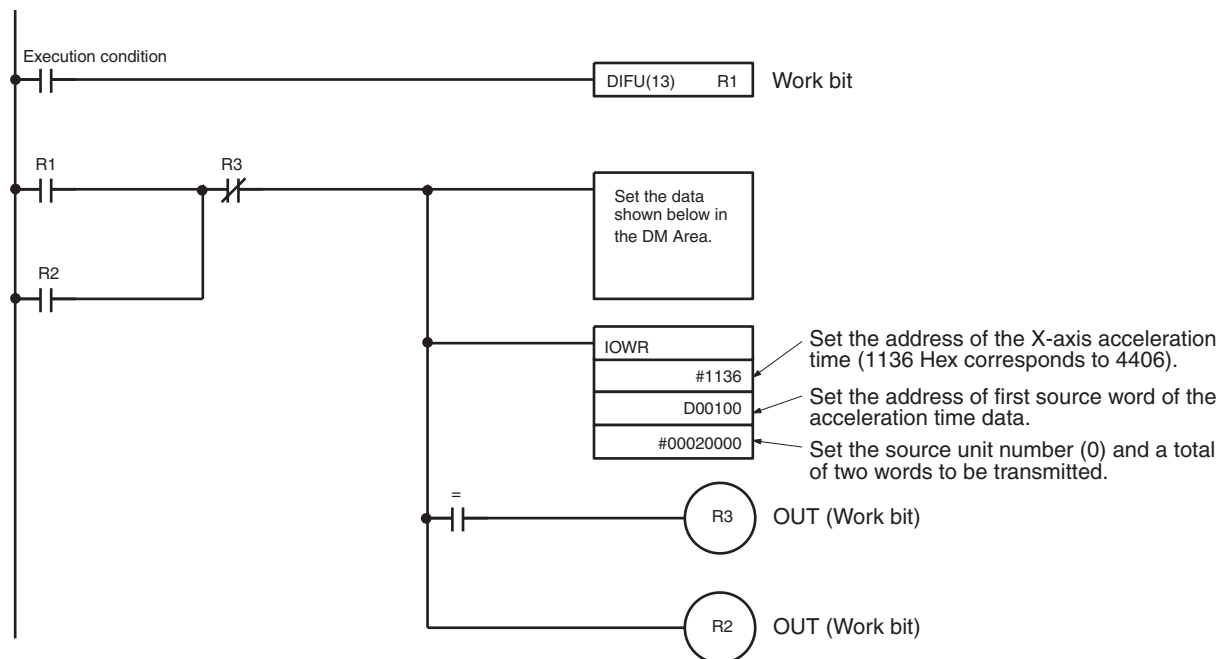 Execution condition
DIFU(13) R1 Work bit
R1
R3
Set the data
shown below in
the DM Area.
R2
IOWR
#1136
D00100
#00020000
Set the address of the X-axis acceleration
time (1136 Hex corresponds to 4406).
Set the address of first source word of the
acceleration time data.
Set the source unit number (0) and a total
of two words to be transmitted.
=
R3 OUT (Work bit)
R2 OUT (Work bit)